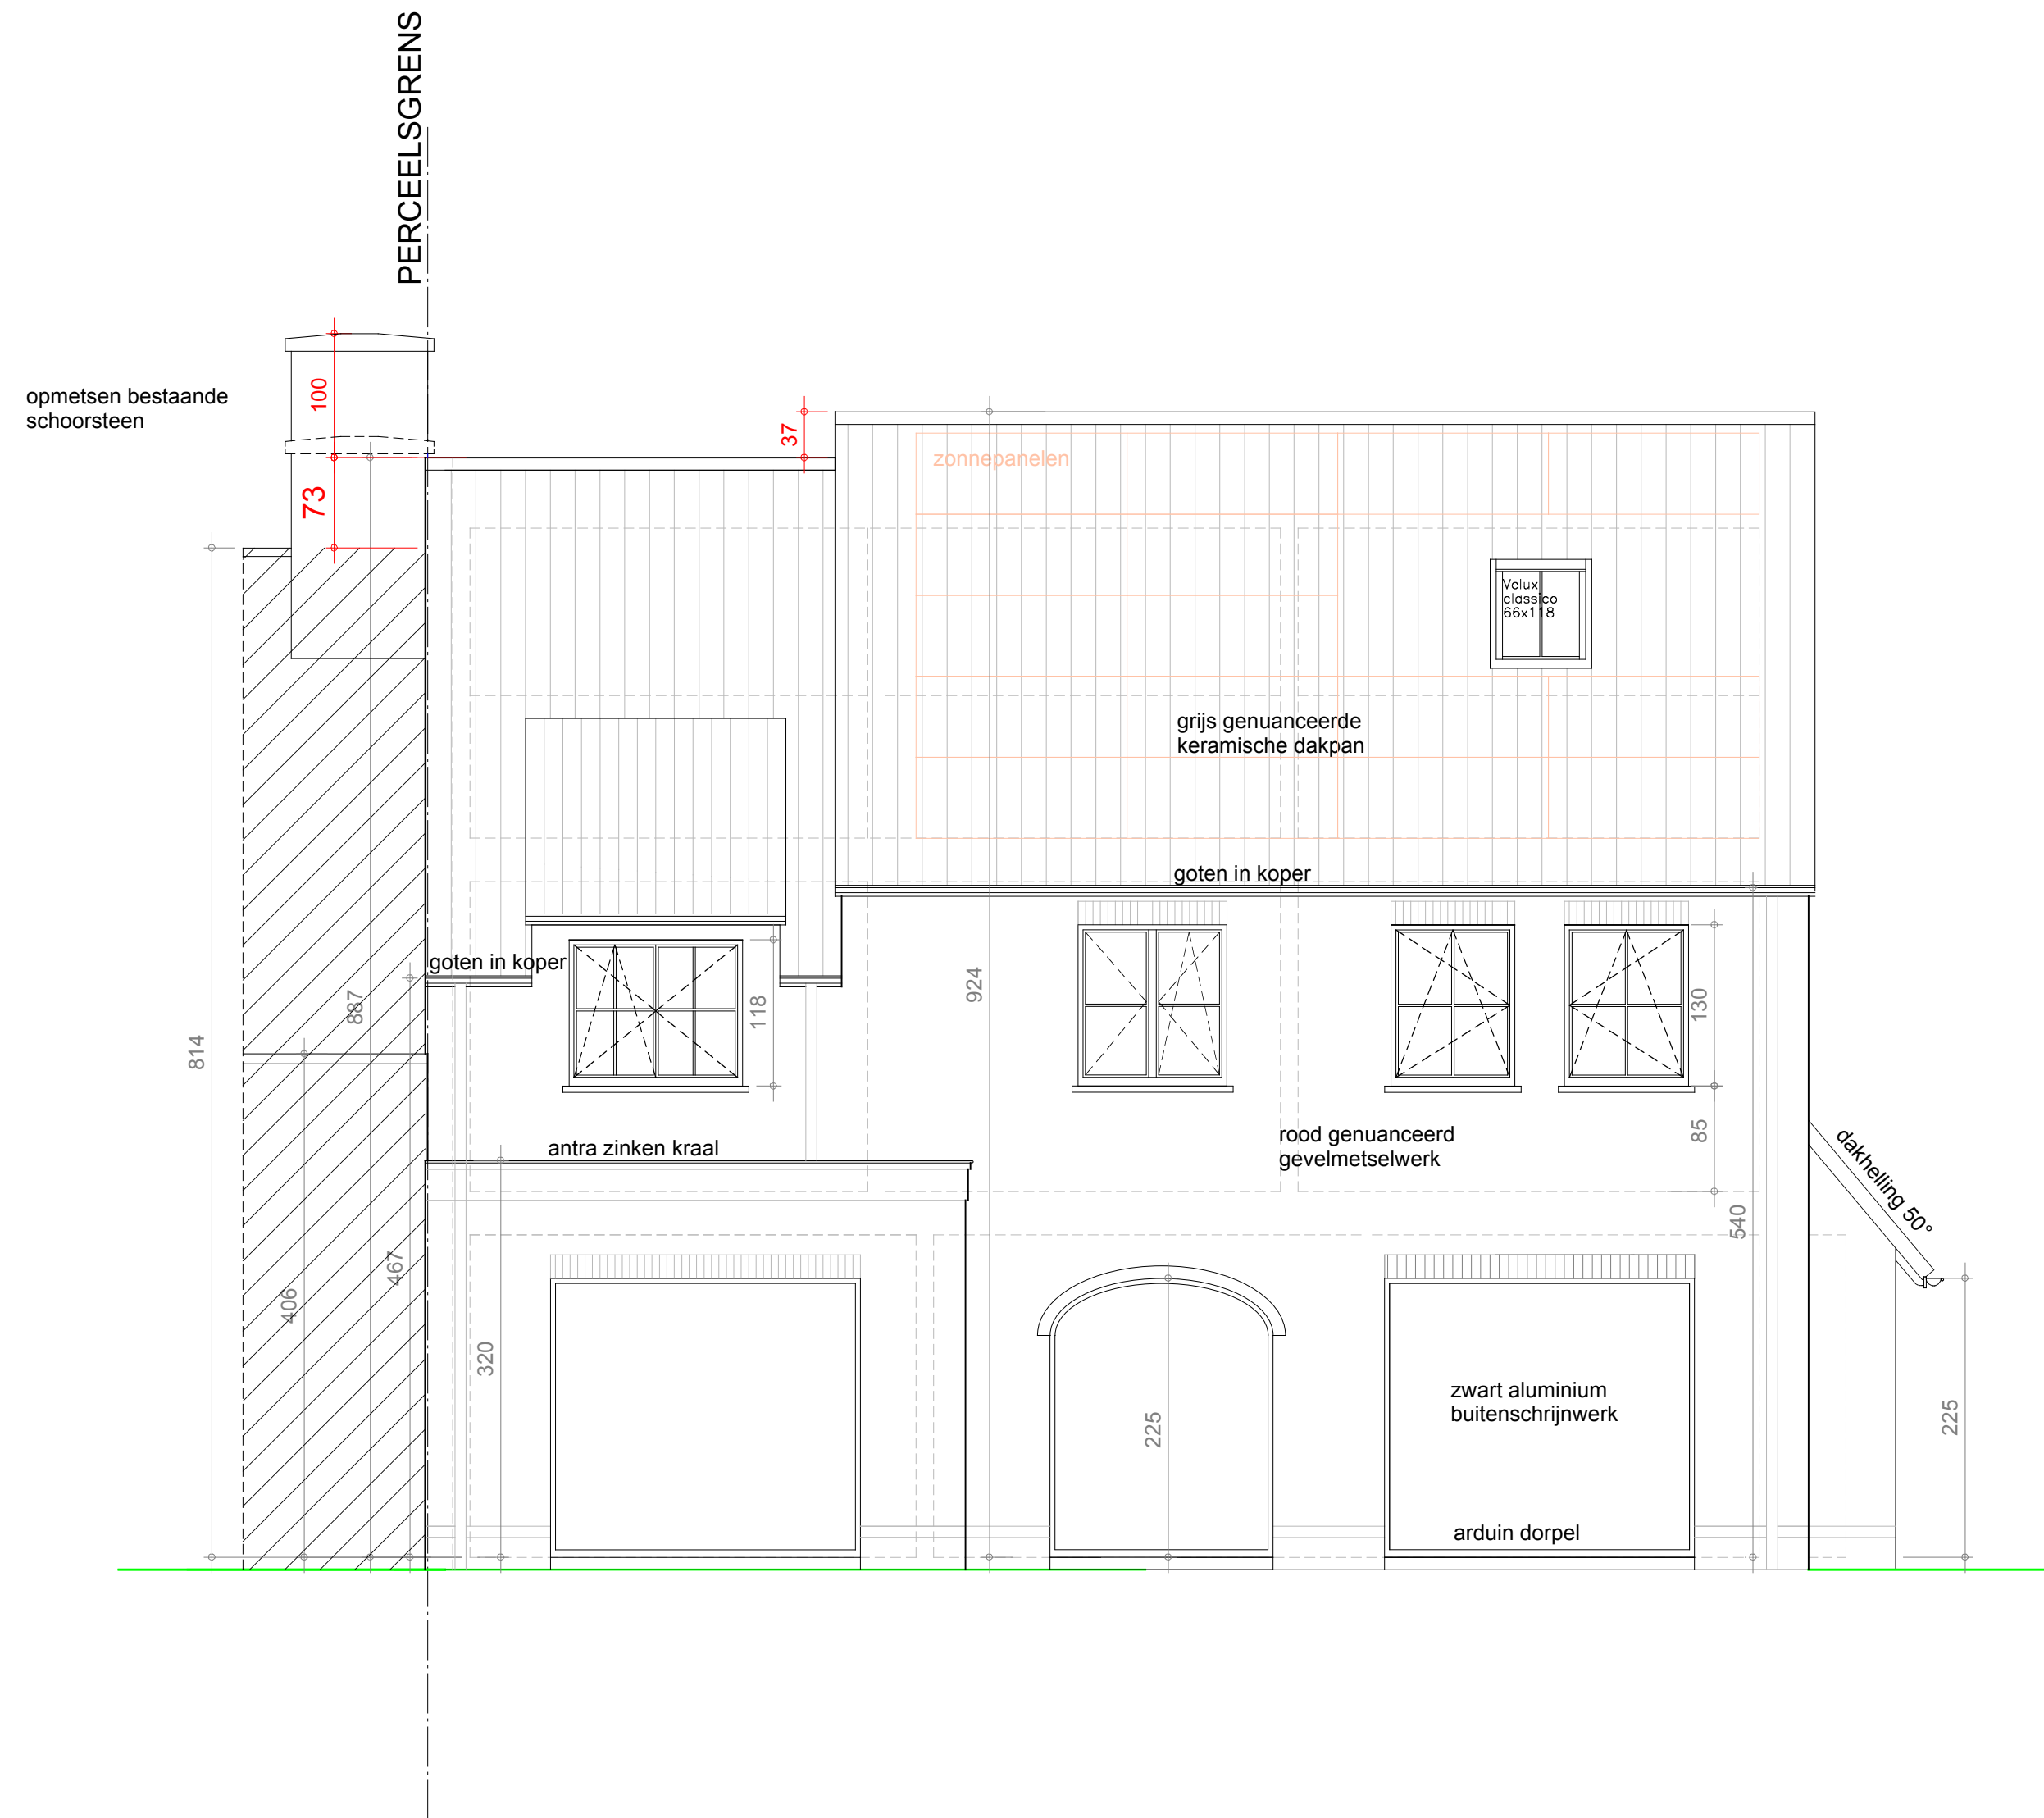 PERCEELSGRENS
opmetsen bestaande
schoorsteen
100
73
37
zonnepanelen
Velux
classico
66x118
grijs genuanceerde
keramische dakpan
goten in koper
goten in koper
814
887
924
118
130
85
antra zinken kraal
rood genuanceerd
gevelmetselwerk
dakhelling 50°
406
467
320
540
225
zwart aluminium
buitenschrijnwerk
225
arduin dorpel